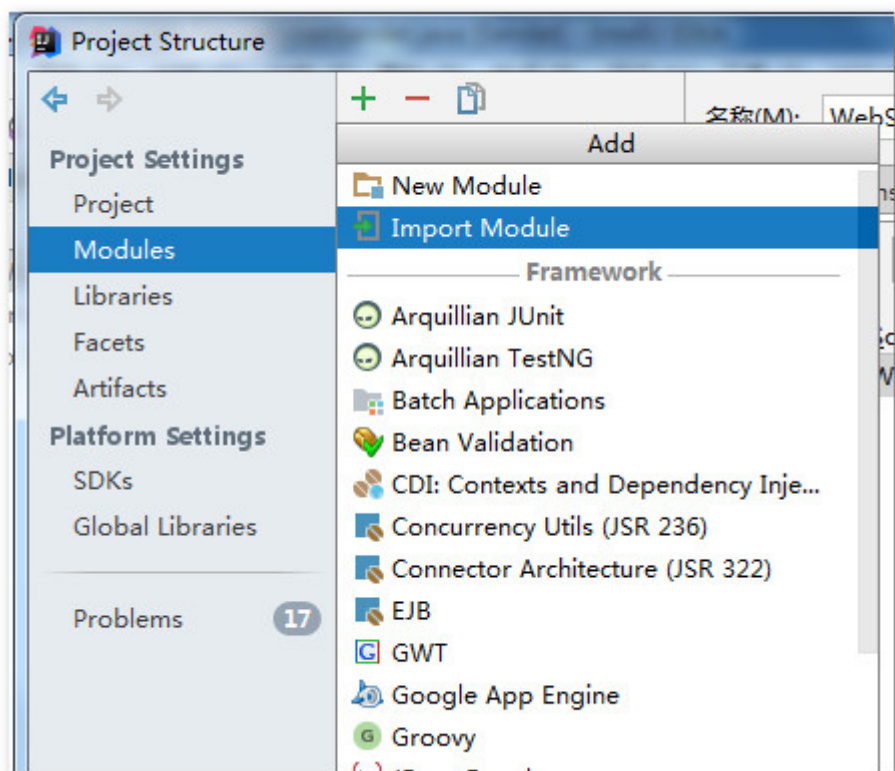 Project Structure
名称(M): WebS
Add
Project Settings
Project
Modules
Libraries
Facets
Artifacts
Platform Settings
SDKs
Global Libraries
Problems 17
New Module
Import Module
Framework
Arquillian JUnit
Arquillian TestNG
Batch Applications
Bean Validation
CDI: Contexts and Dependency Inje...
Concurrency Utils (JSR 236)
Connector Architecture (JSR 322)
EJB
GWT
Google App Engine
Groovy